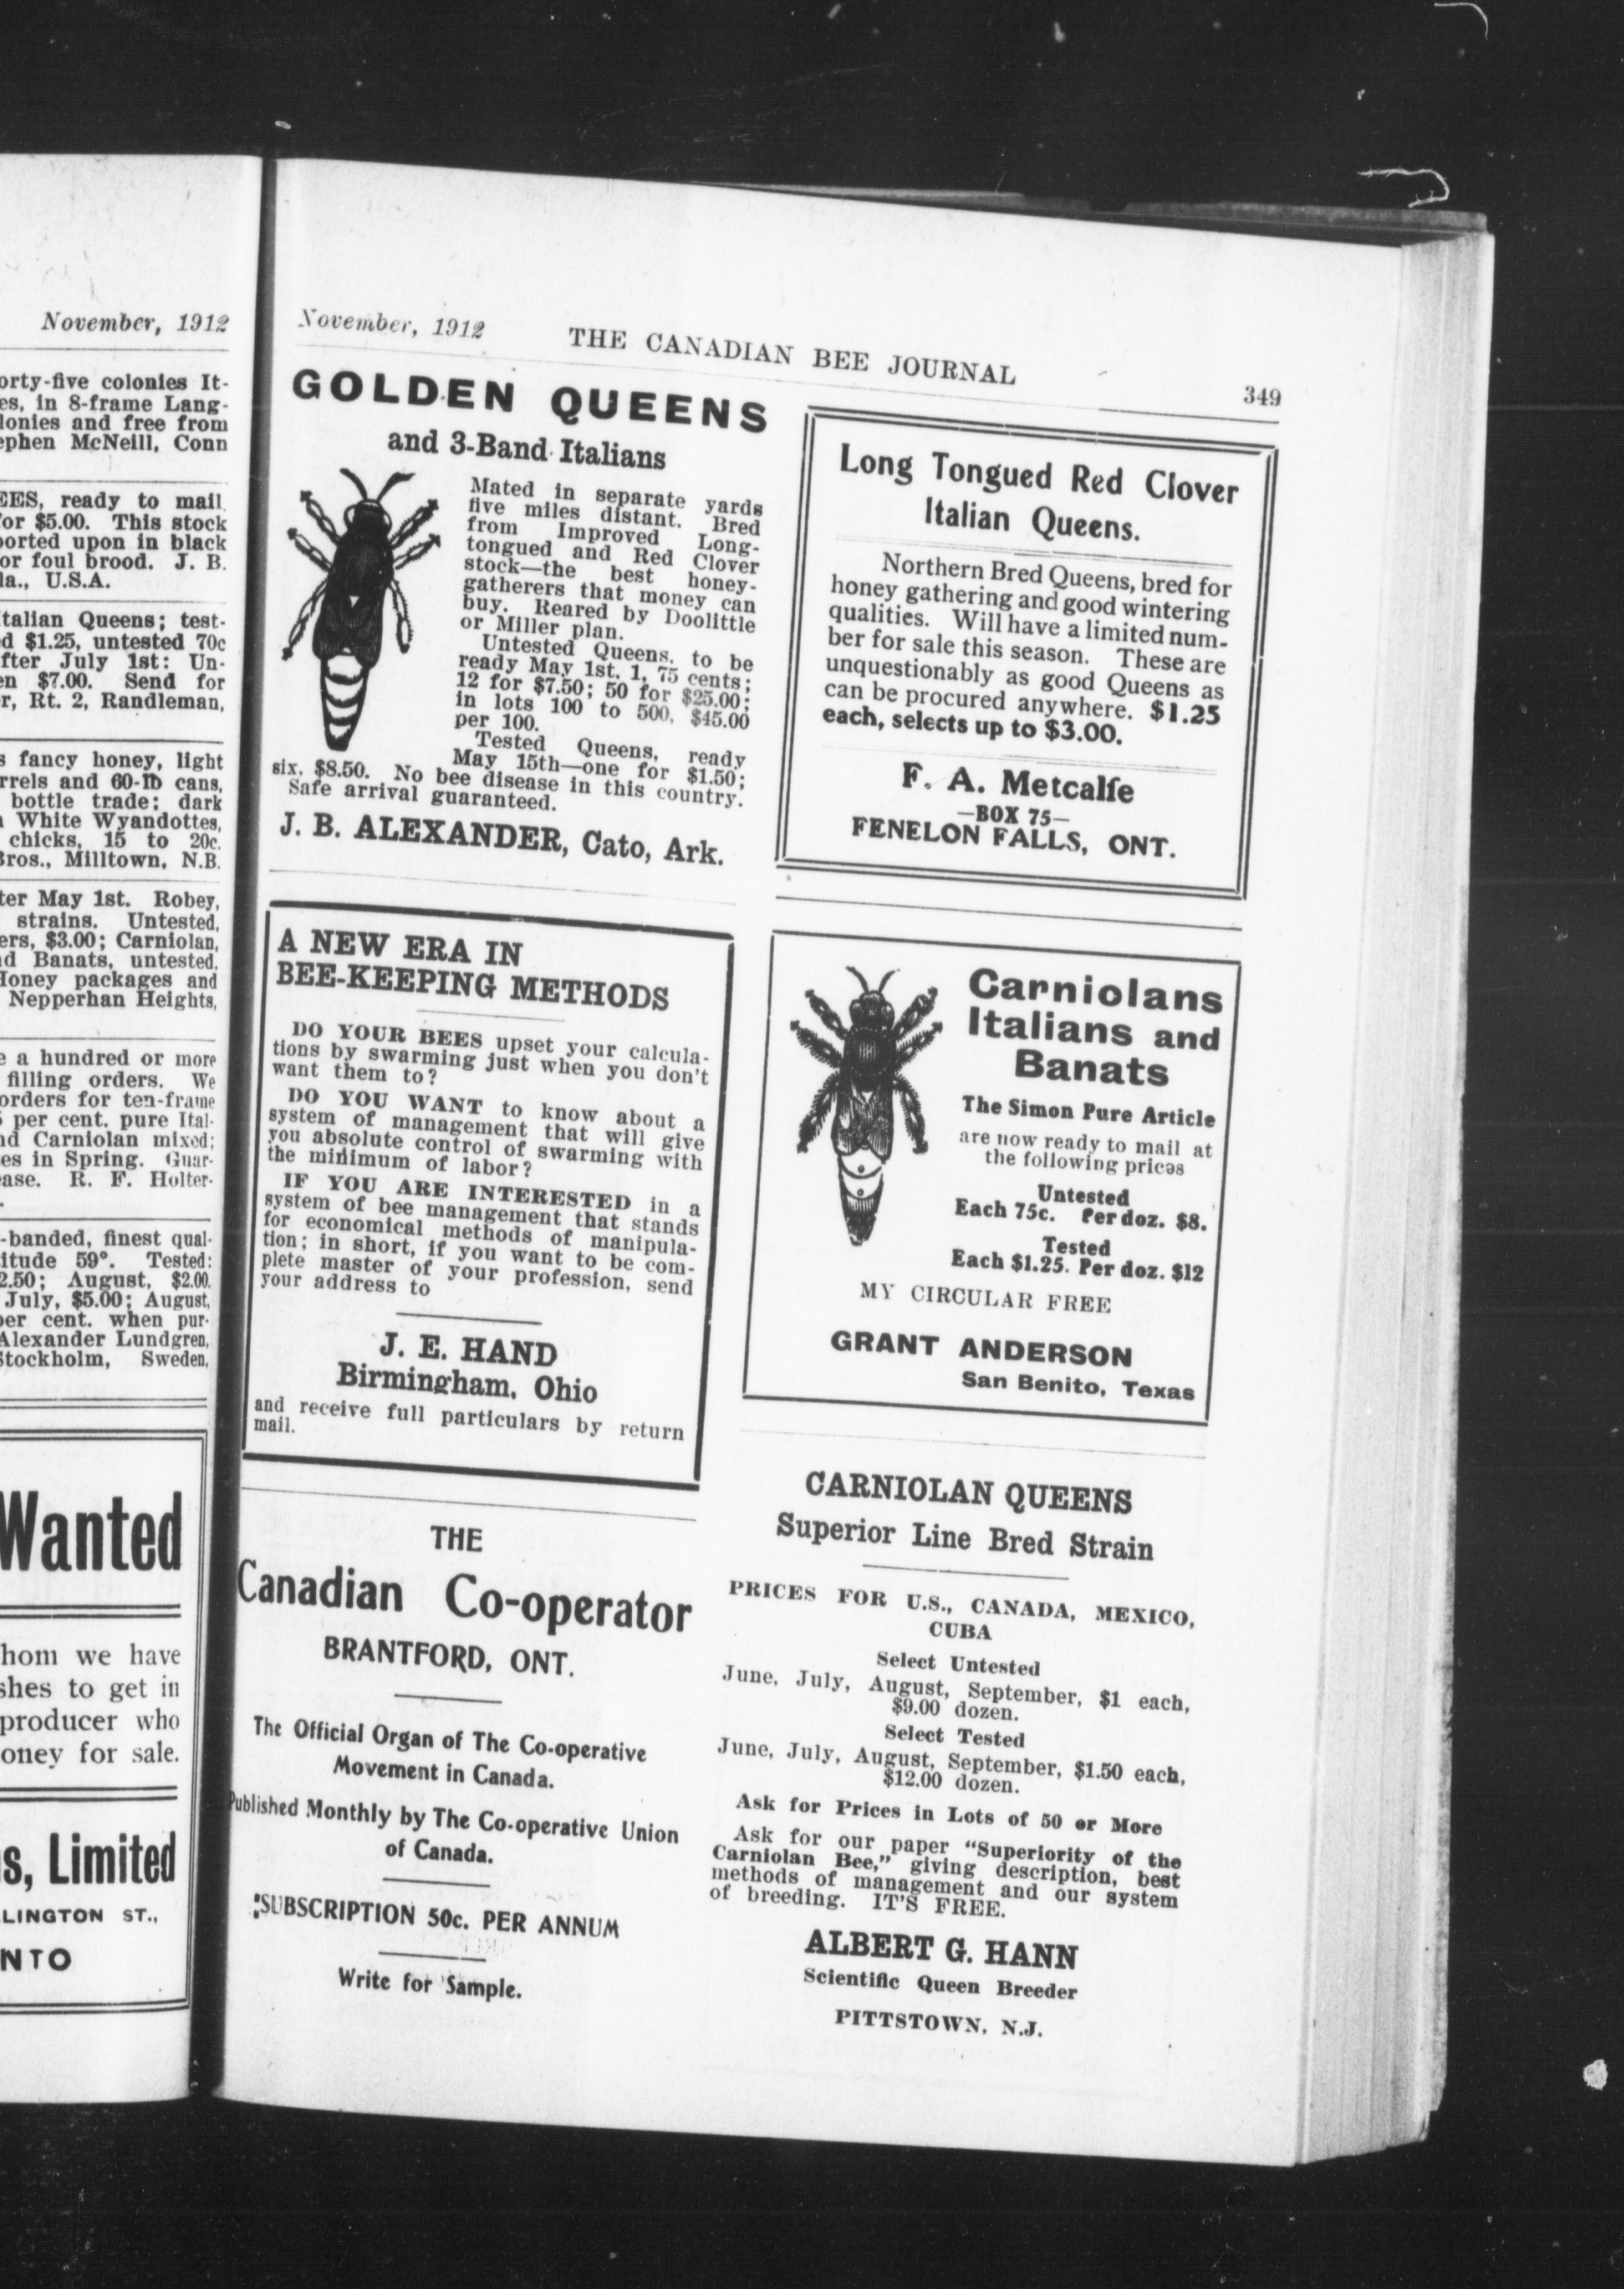 November, 1912
orty-five colonies It-
es, in 8-frame Lang-
lonies and free from
ephen McNeill, Conn
EES, ready to mail.
or $5.00. This stock
ported upon in black
or foul brood. J. B.
la., U.S.A.
talian Queens; test-
d $1.25, untested 70c
fter July 1st: Un-
en $7.00. Send for
r, Rt. 2, Randleman,
s fancy honey, light
rrels and 60-lb cans,
bottle trade; dark
White Wyandottes,
chicks, 15 to 20c.
Bros., Milltown, N.B.
ter May 1st. Robey,
strains. Untested,
ers, $3.00; Carniolan,
d Banats, untested,
Honey packages and
Nepperhan Heights,
e a hundred or more
filling orders. We
orders for ten-frame
per cent. pure Ital-
nd Carniolan mixed;
es in Spring. Guar-
ease. R. F. Holter-
-banded, finest qual-
itude 59°. Tested:
2.50; August, $2.00.
July, $5.00; August,
per cent. when pur-
Alexander Lundgren,
Stockholm, Sweden,
Wanted
hom we have
shes to get in
producer who
oney for sale.
s, Limited
LLINGTON ST.,
NTO
November, 1912 THE CANADIAN BEE JOURNAL 349
GOLDEN QUEENS
and 3-Band Italians
Mated in separate yards
five miles distant. Bred
from Improved Long-
tongued and Red Clover
stock—the best honey-
gatherers that money can
buy. Reared by Doolittle
or Miller plan.
Untested Queens, to be
ready May 1st. 1, 75 cents;
12 for $7.50; 50 for $25.00;
in lots 100 to 500, $45.00
per 100.
Tested Queens, ready
May 15th—one for $1.50;
six, $8.50. No bee disease in this country.
Safe arrival guaranteed.
J. B. ALEXANDER, Cato, Ark.
A NEW ERA IN
BEE-KEEPING METHODS
DO YOUR BEES upset your calcula-
tions by swarming just when you don't
want them to?
DO YOU WANT to know about a
system of management that will give
you absolute control of swarming with
the minimum of labor?
IF YOU ARE INTERESTED in a
system of bee management that stands
for economical methods of manipula-
tion; in short, if you want to be com-
plete master of your profession, send
your address to
J. E. HAND
Birmingham, Ohio
and receive full particulars by return
mail.
THE
Canadian Co-operator
BRANTFORD, ONT.
The Official Organ of The Co-operative
Movement in Canada.
Published Monthly by The Co-operative Union
of Canada.
SUBSCRIPTION 50c. PER ANNUM
Write for Sample.
Long Tongued Red Clover
Italian Queens.
Northern Bred Queens, bred for
honey gathering and good wintering
qualities. Will have a limited num-
ber for sale this season. These are
unquestionably as good Queens as
can be procured anywhere. $1.25
each, selects up to $3.00.
F. A. Metcalfe
—BOX 75—
FENELON FALLS, ONT.
Carniolans
Italians and
Banats
The Simon Pure Article
are now ready to mail at
the following prices
Untested
Each 75c. Per doz. $8.
Tested
Each $1.25. Per doz. $12
MY CIRCULAR FREE
GRANT ANDERSON
San Benito, Texas
CARNIOLAN QUEENS
Superior Line Bred Strain
PRICES FOR U.S., CANADA, MEXICO,
CUBA
Select Untested
June, July, August, September, $1 each,
$9.00 dozen.
Select Tested
June, July, August, September, $1.50 each,
$12.00 dozen.
Ask for Prices in Lots of 50 or More
Ask for our paper "Superiority of the
Carniolan Bee," giving description, best
methods of management and our system
of breeding. IT'S FREE.
ALBERT G. HANN
Scientific Queen Breeder
PITTSTOWN, N.J.